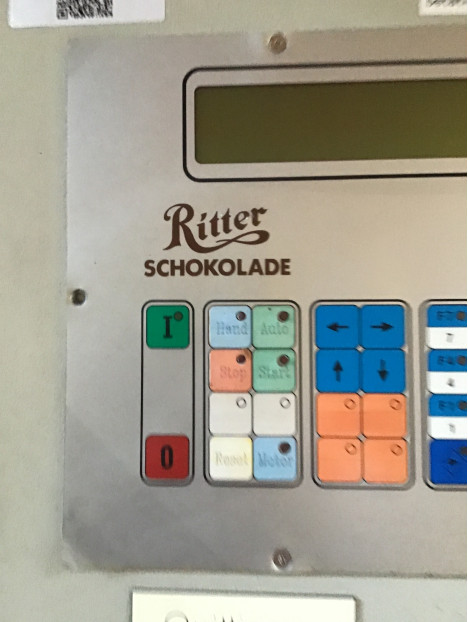 Ritter
SCHOKOLADE
I
Hand Auto
← →
Stop Start
↑ ↓
0
Reset Motor